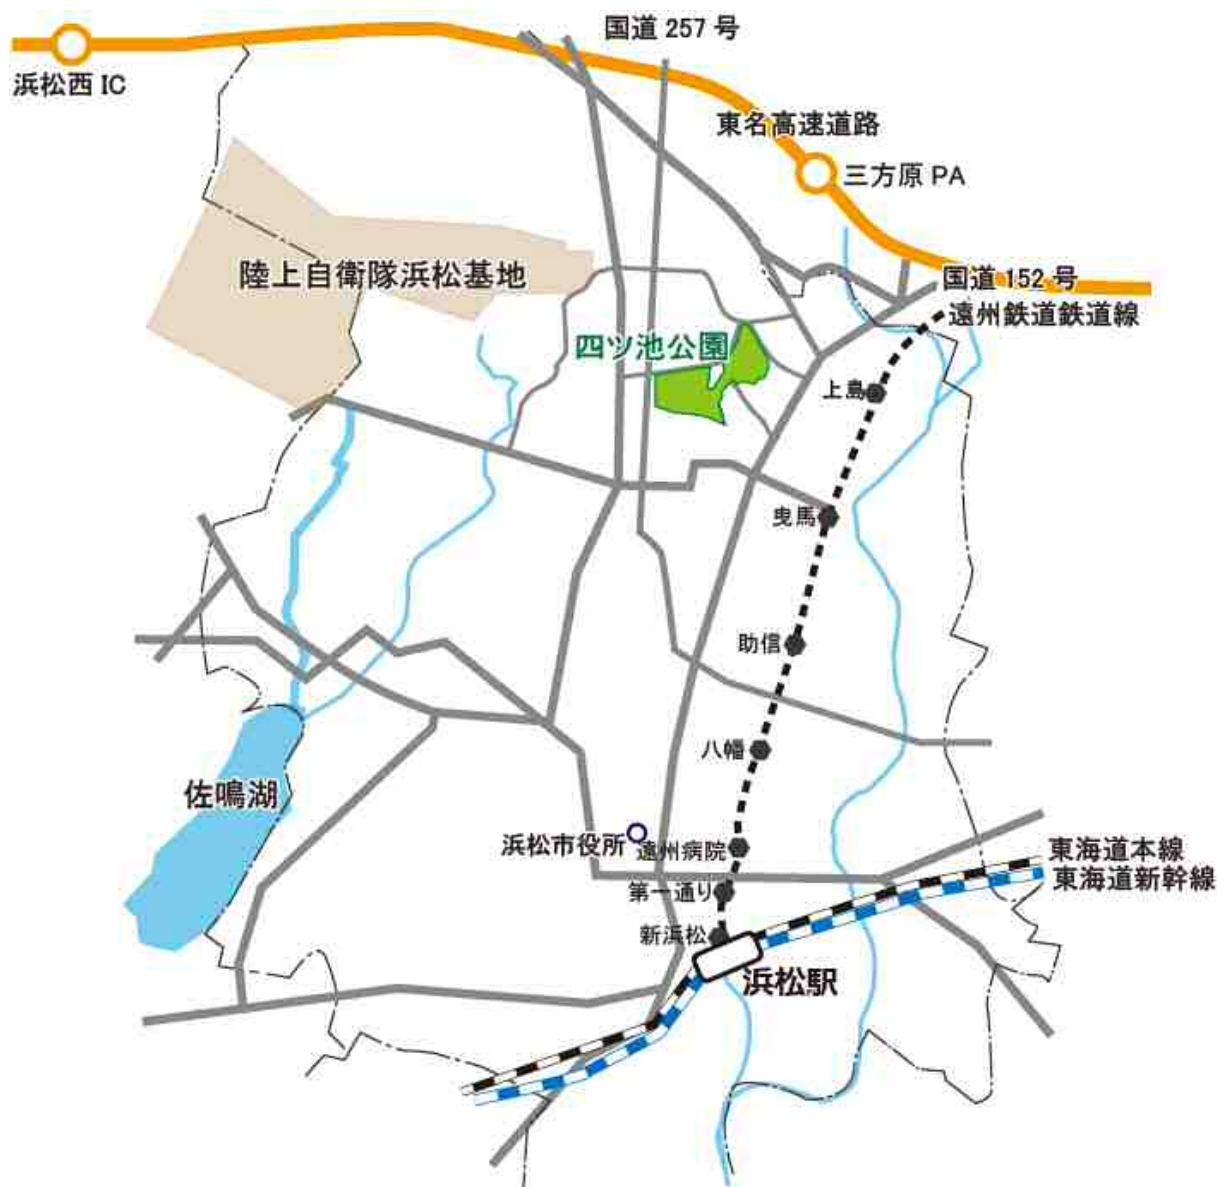 国道 257 号
浜松西 IC
東名高速道路
三方原 PA
陸上自衛隊浜松基地
国道 152 号
遠州鉄道鉄道線
四ツ池公園
上島
曳馬
助信
八幡
佐鳴湖
浜松市役所
遠州病院
東海道本線
東海道新幹線
第一通り
新浜松
浜松駅